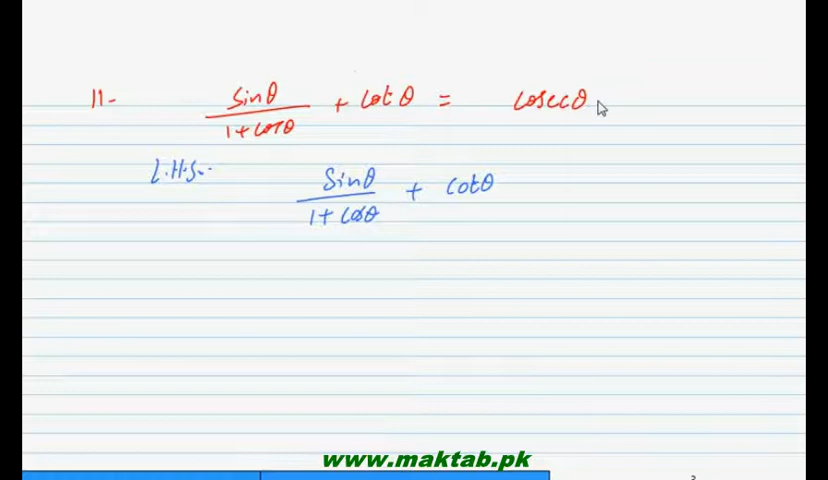 11- sinθ / 1 + cosθ + cotθ = cosecθ
L.H.S. sinθ / 1 + cosθ + cotθ
www.maktab.pk